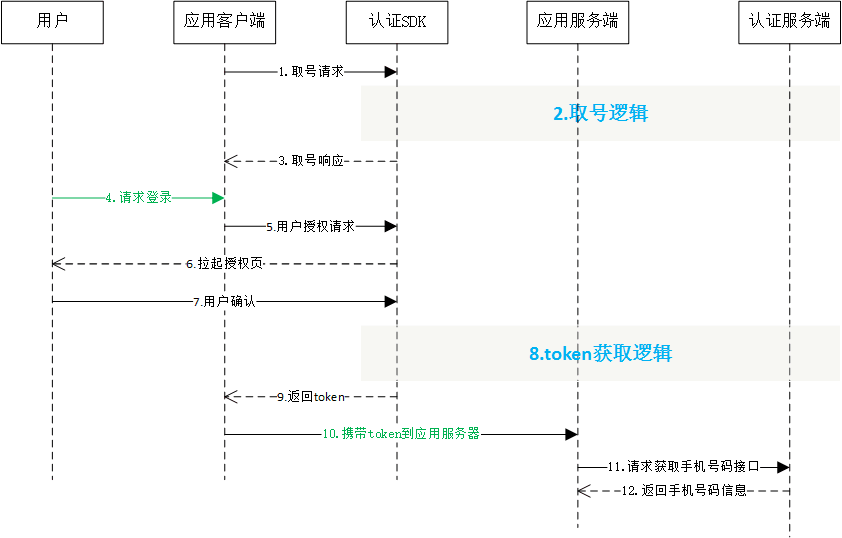 用户
应用客户端
认证SDK
应用服务端
认证服务端
1.取号请求
2.取号逻辑
3.取号响应
4.请求登录
5.用户授权请求
6.拉起授权页
7.用户确认
8.token获取逻辑
9.返回token
10.携带token到应用服务器
11.请求获取手机号码接口
12.返回手机号码信息